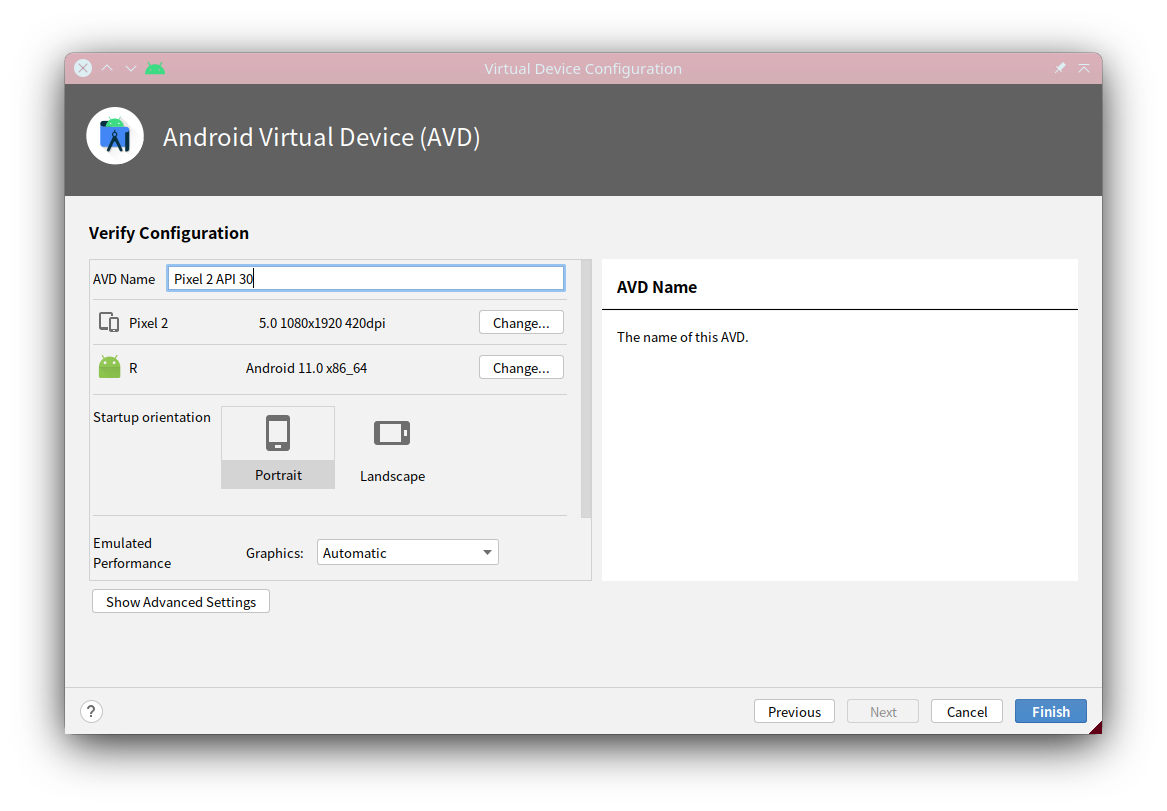 Virtual Device Configuration
Android Virtual Device (AVD)
Verify Configuration
AVD Name Pixel 2 API 30
Pixel 2 5.0 1080x1920 420dpi Change...
R Android 11.0 x86_64 Change...
Startup orientation
Portrait Landscape
Emulated
Performance
Graphics: Automatic
Show Advanced Settings
AVD Name
The name of this AVD.
? Previous Next Cancel Finish